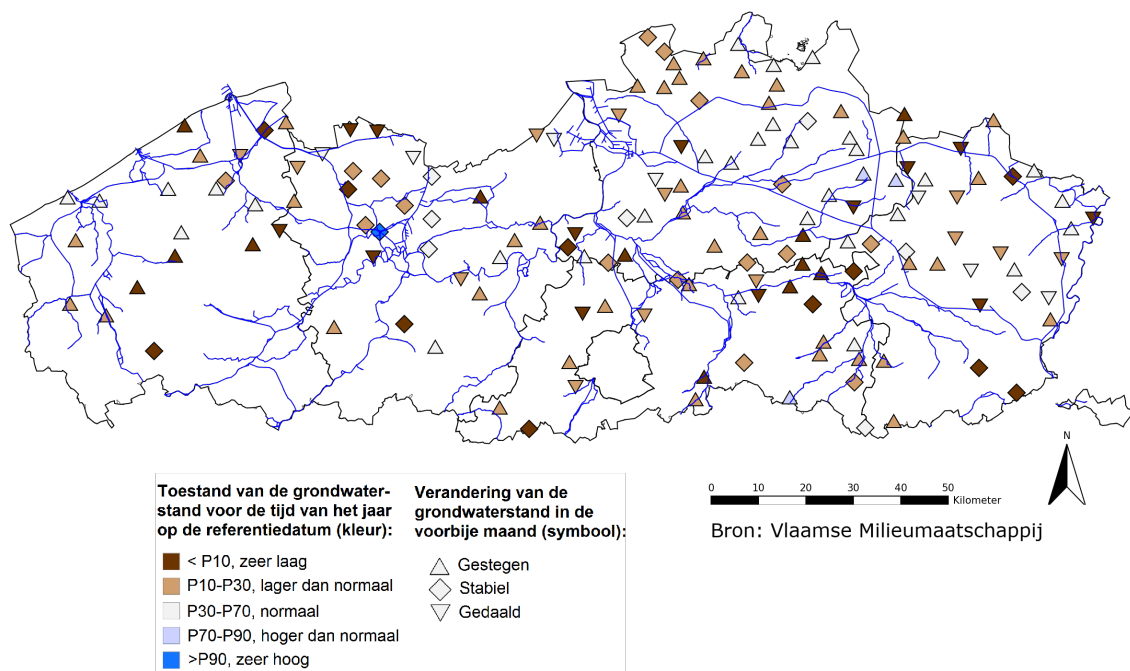 N
0 10 20 30 40 50
Kilometer
Bron: Vlaamse Milieumaatschappij
Toestand van de grondwater-
stand voor de tijd van het jaar
op de referentiedatum (kleur):
< P10, zeer laag
P10-P30, lager dan normaal
P30-P70, normaal
P70-P90, hoger dan normaal
>P90, zeer hoog
Verandering van de
grondwaterstand in de
voorbije maand (symbool):
Gestegen
Stabiel
Gedaald